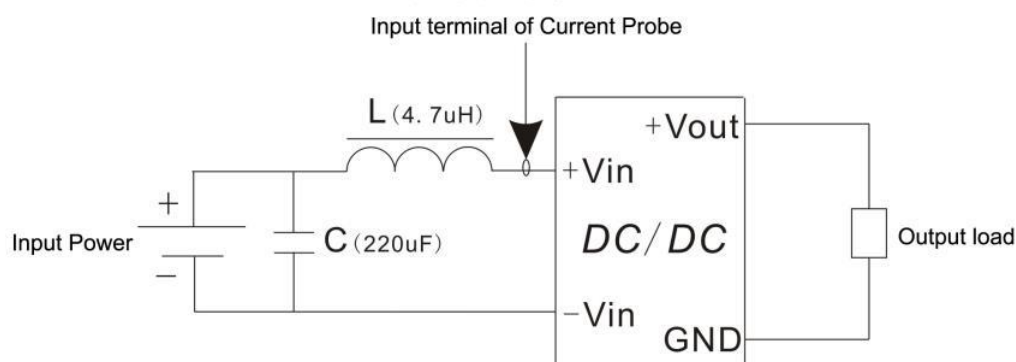 Input terminal of Current Probe
L (4. 7uH)
+Vout
+Vin
+
Input Power
C (220uF)
DC/DC
Output load
−
−Vin
GND